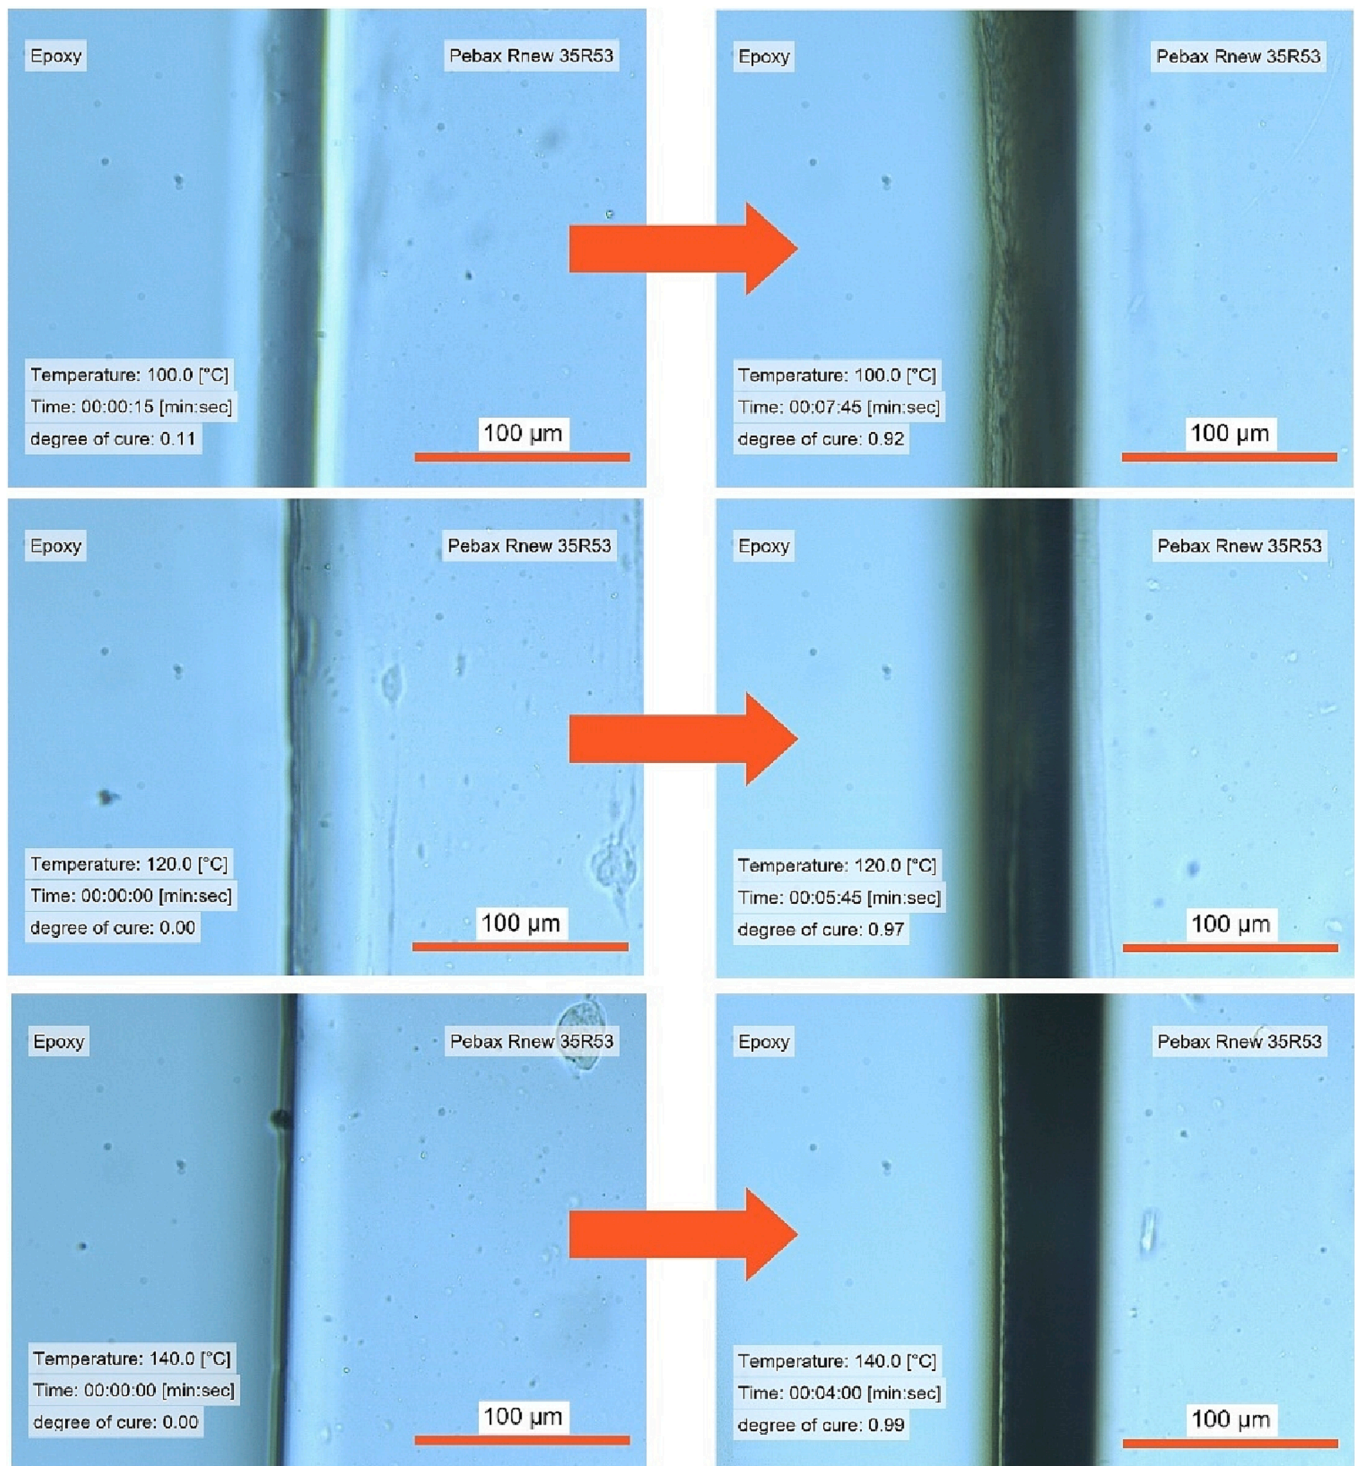 Epoxy
Pebax Rnew 35R53
Temperature: 100.0 [°C]
Time: 00:00:15 [min:sec]
degree of cure: 0.11
100 µm
Epoxy
Pebax Rnew 35R53
Temperature: 100.0 [°C]
Time: 00:07:45 [min:sec]
degree of cure: 0.92
100 µm
Epoxy
Pebax Rnew 35R53
Temperature: 120.0 [°C]
Time: 00:00:00 [min:sec]
degree of cure: 0.00
100 µm
Epoxy
Pebax Rnew 35R53
Temperature: 120.0 [°C]
Time: 00:05:45 [min:sec]
degree of cure: 0.97
100 µm
Epoxy
Pebax Rnew 35R53
Temperature: 140.0 [°C]
Time: 00:00:00 [min:sec]
degree of cure: 0.00
100 µm
Epoxy
Pebax Rnew 35R53
Temperature: 140.0 [°C]
Time: 00:04:00 [min:sec]
degree of cure: 0.99
100 µm